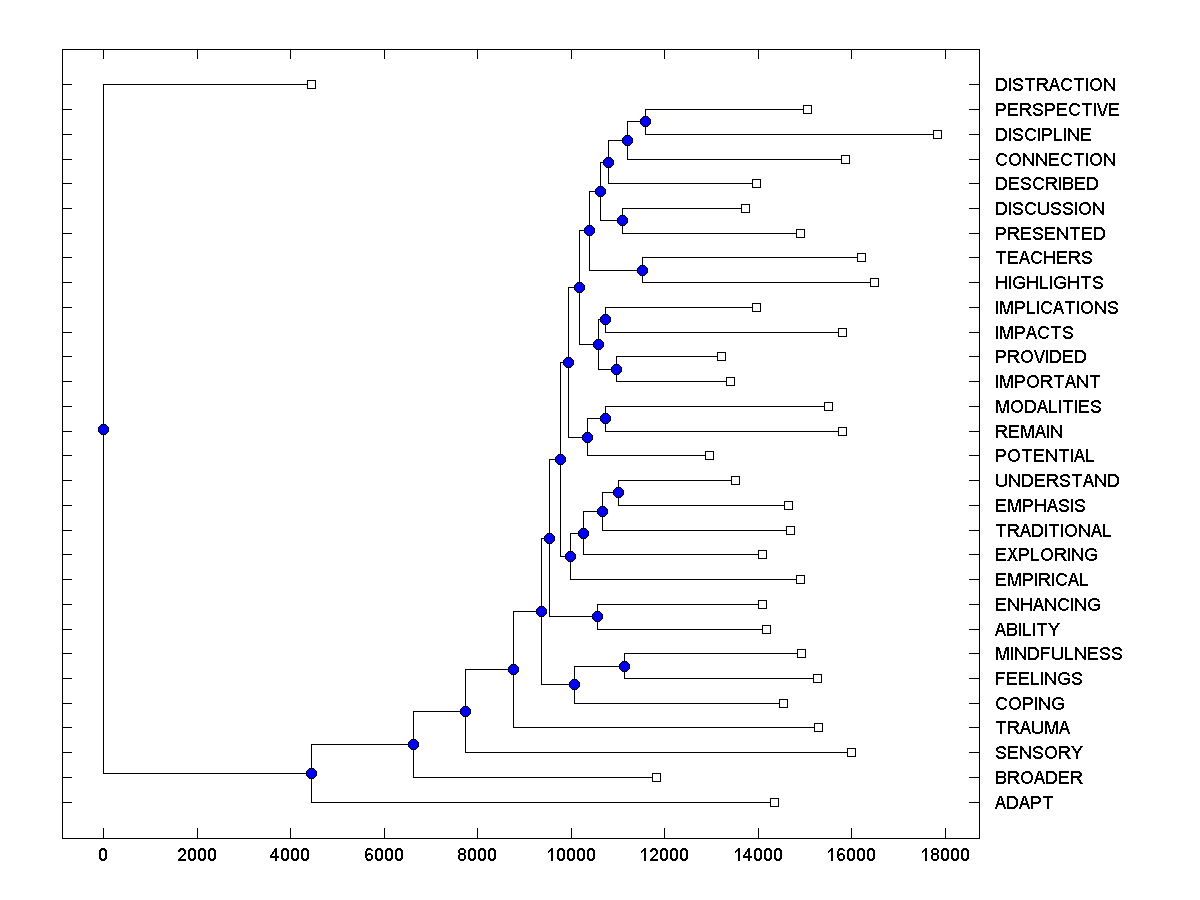 DISTRACTION
PERSPECTIVE
DISCIPLINE
CONNECTION
DESCRIBED
DISCUSSION
PRESENTED
TEACHERS
HIGHLIGHTS
IMPLICATIONS
IMPACTS
PROVIDED
IMPORTANT
MODALITIES
REMAIN
POTENTIAL
UNDERSTAND
EMPHASIS
TRADITIONAL
EXPLORING
EMPIRICAL
ENHANCING
ABILITY
MINDFULNESS
FEELINGS
COPING
TRAUMA
SENSORY
BROADER
ADAPT
0 2000 4000 6000 8000 10000 12000 14000 16000 18000